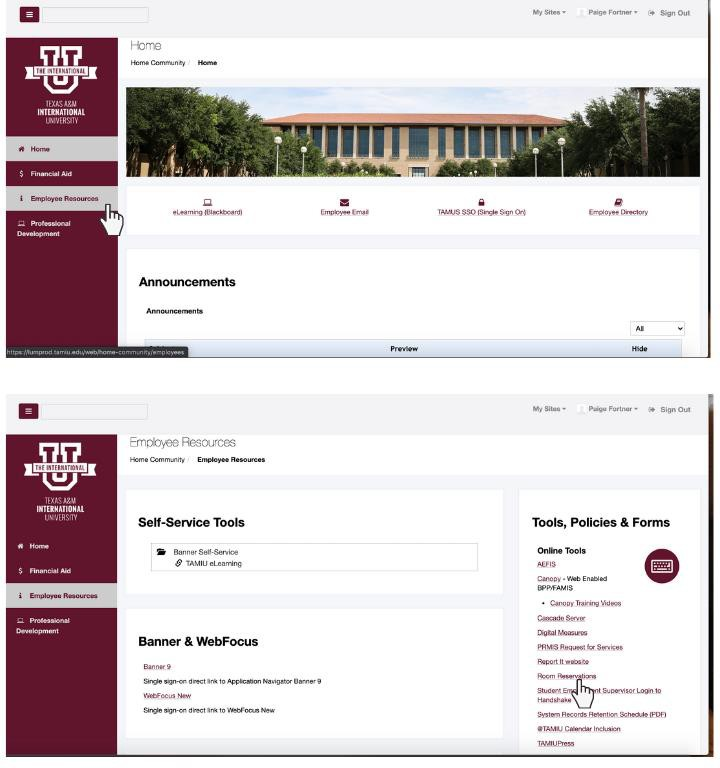 My Sites
Paige Fortner
Sign Out
THE INTERNATIONAL
U
TEXAS A&M
INTERNATIONAL
UNIVERSITY
Home
$ Financial Aid
i Employee Resources
Professional
Development
Home
Home Community / Home
eLearning (Blackboard)
Employee Email
TAMUS SSO (Single Sign On)
Employee Directory
Announcements
Announcements
All
Preview
Hide
https://lumprod.tamiu.edu/web/home-community/employees
My Sites
Paige Fortner
Sign Out
THE INTERNATIONAL
U
TEXAS A&M
INTERNATIONAL
UNIVERSITY
Home
$ Financial Aid
i Employee Resources
Professional
Development
Employee Resources
Home Community / Employee Resources
Self-Service Tools
Banner Self-Service
TAMIU eLearning
Banner & WebFocus
Banner 9
Single sign-on direct link to Application Navigator Banner 9
WebFocus New
Single sign-on direct link to WebFocus New
Tools, Policies & Forms
Online Tools
AEFIS
Canopy - Web Enabled
BPP/FAMIS
• Canopy Training Videos
Cascade Server
Digital Measures
PRMIS Request for Services
Report It website
Room Reservations
Student Supervisor Login to
Handshake
System Records Retention Schedule (PDF)
@TAMIU Calendar Inclusion
TAMIUPress